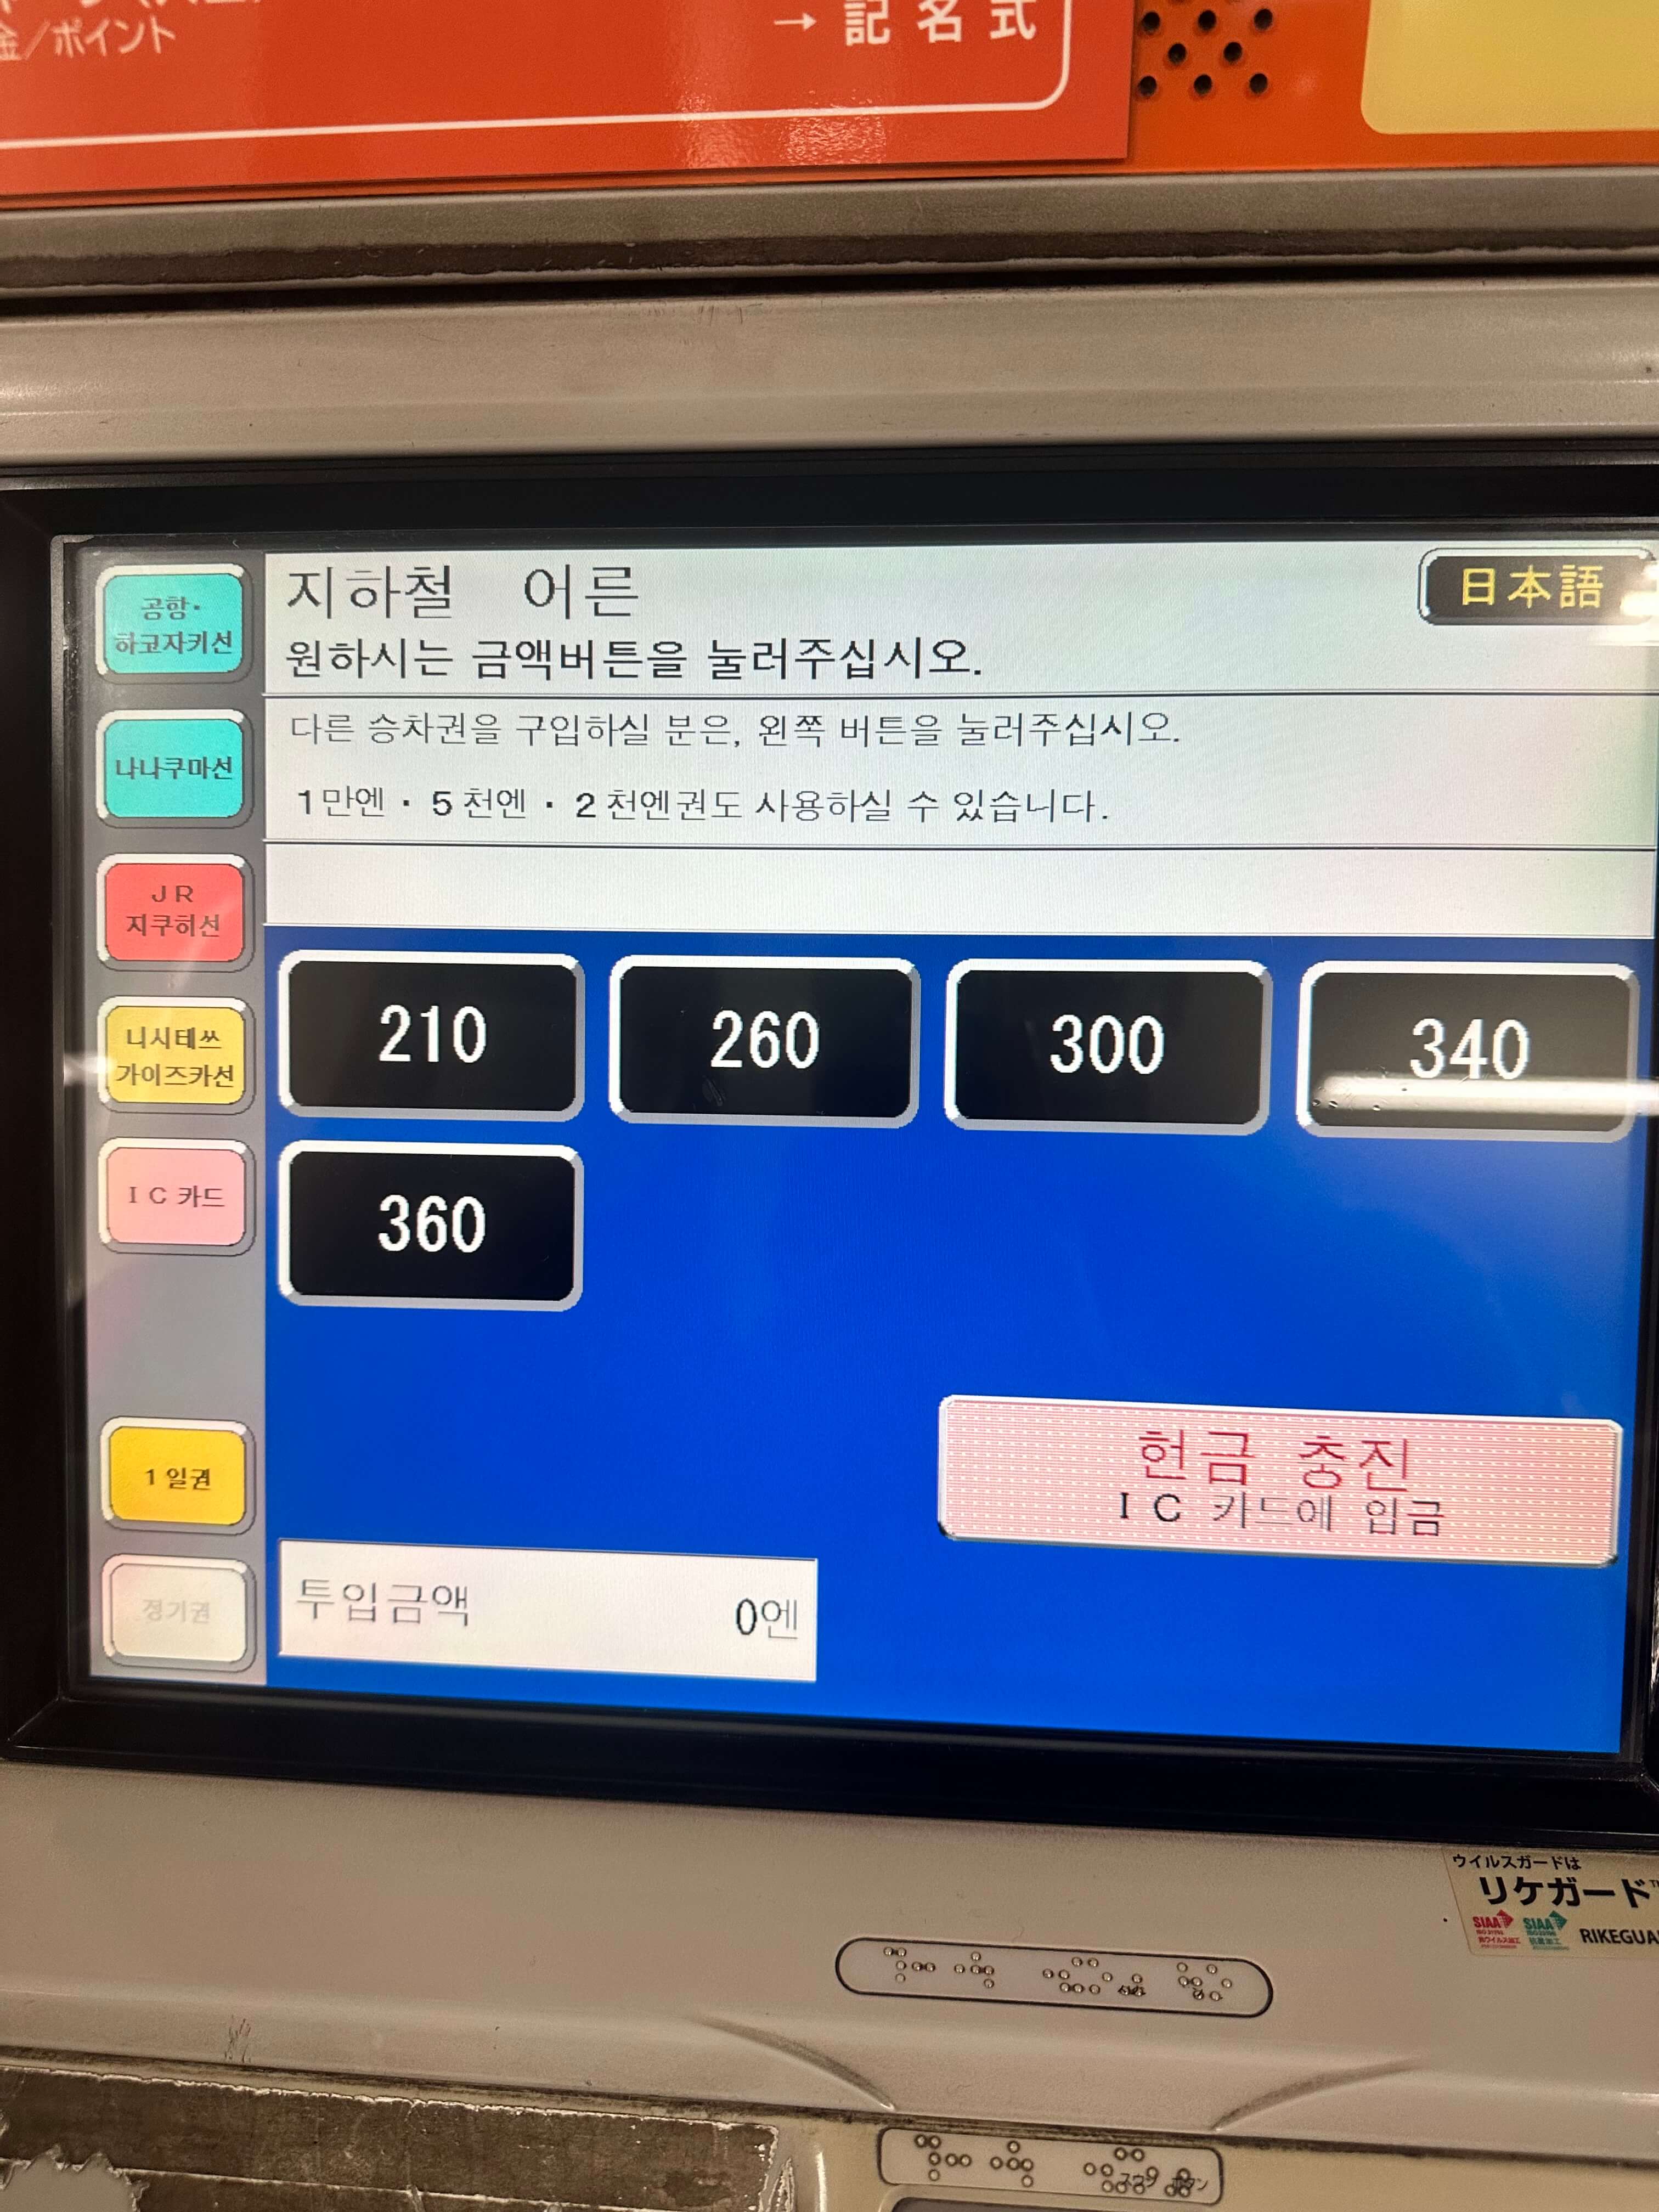 金/ポイント
→ 記名式
공항·
하코자키선
지하철 어른
日本語
원하시는 금액버튼을 눌러주십시오.
나나쿠마선
다른 승차권을 구입하실 분은, 왼쪽 버튼을 눌러주십시오.
1만엔 · 5천엔 · 2천엔권도 사용하실 수 있습니다.
JR
지쿠히선
210
260
300
340
니시테쓰
가이즈카선
IC 카드
360
헌금 충진
IC 카드에 입금
1일권
정기권
투입금액 0엔
ウイルスガードは
リケガード
SIAA
SIAA
RIKEGUA